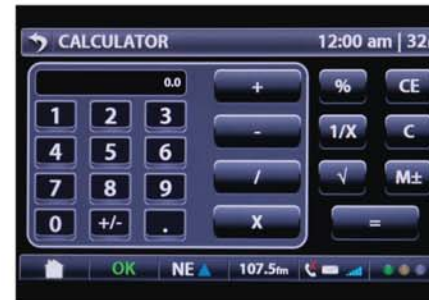 CALCULATOR 12:00 am | 32
0.0
+ % CE
1 2 3
- 1/X C
4 5 6
/ √ M±
7 8 9
X =
0 +/- .
OK NE 107.5fm